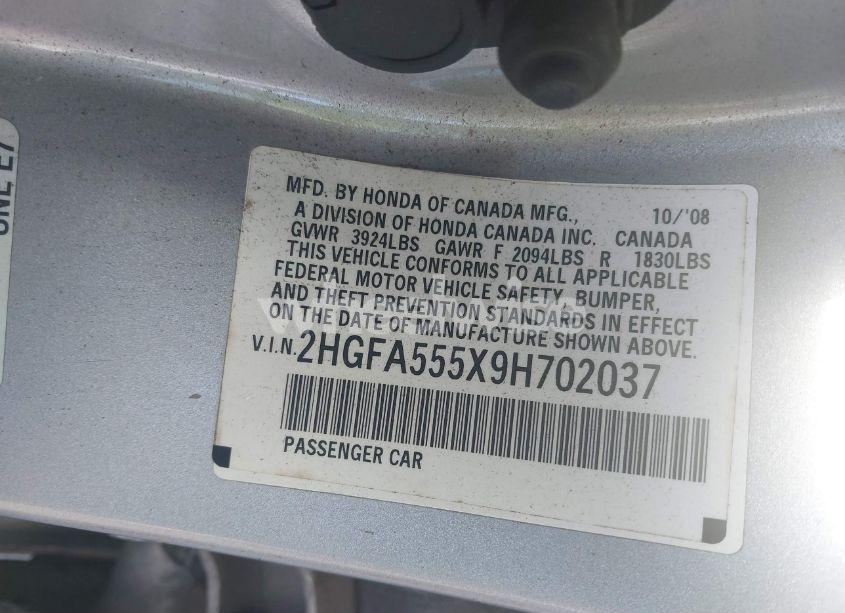 MFD. BY HONDA OF CANADA MFG., 10/'08
A DIVISION OF HONDA CANADA INC. CANADA
GVWR 3924LBS GAWR F 2094LBS R 1830LBS
THIS VEHICLE CONFORMS TO ALL APPLICABLE
FEDERAL MOTOR VEHICLE SAFETY, BUMPER,
AND THEFT PREVENTION STANDARDS IN EFFECT
ON THE DATE OF MANUFACTURE SHOWN ABOVE.
V.I.N. 2HGFA555X9H702037
PASSENGER CAR